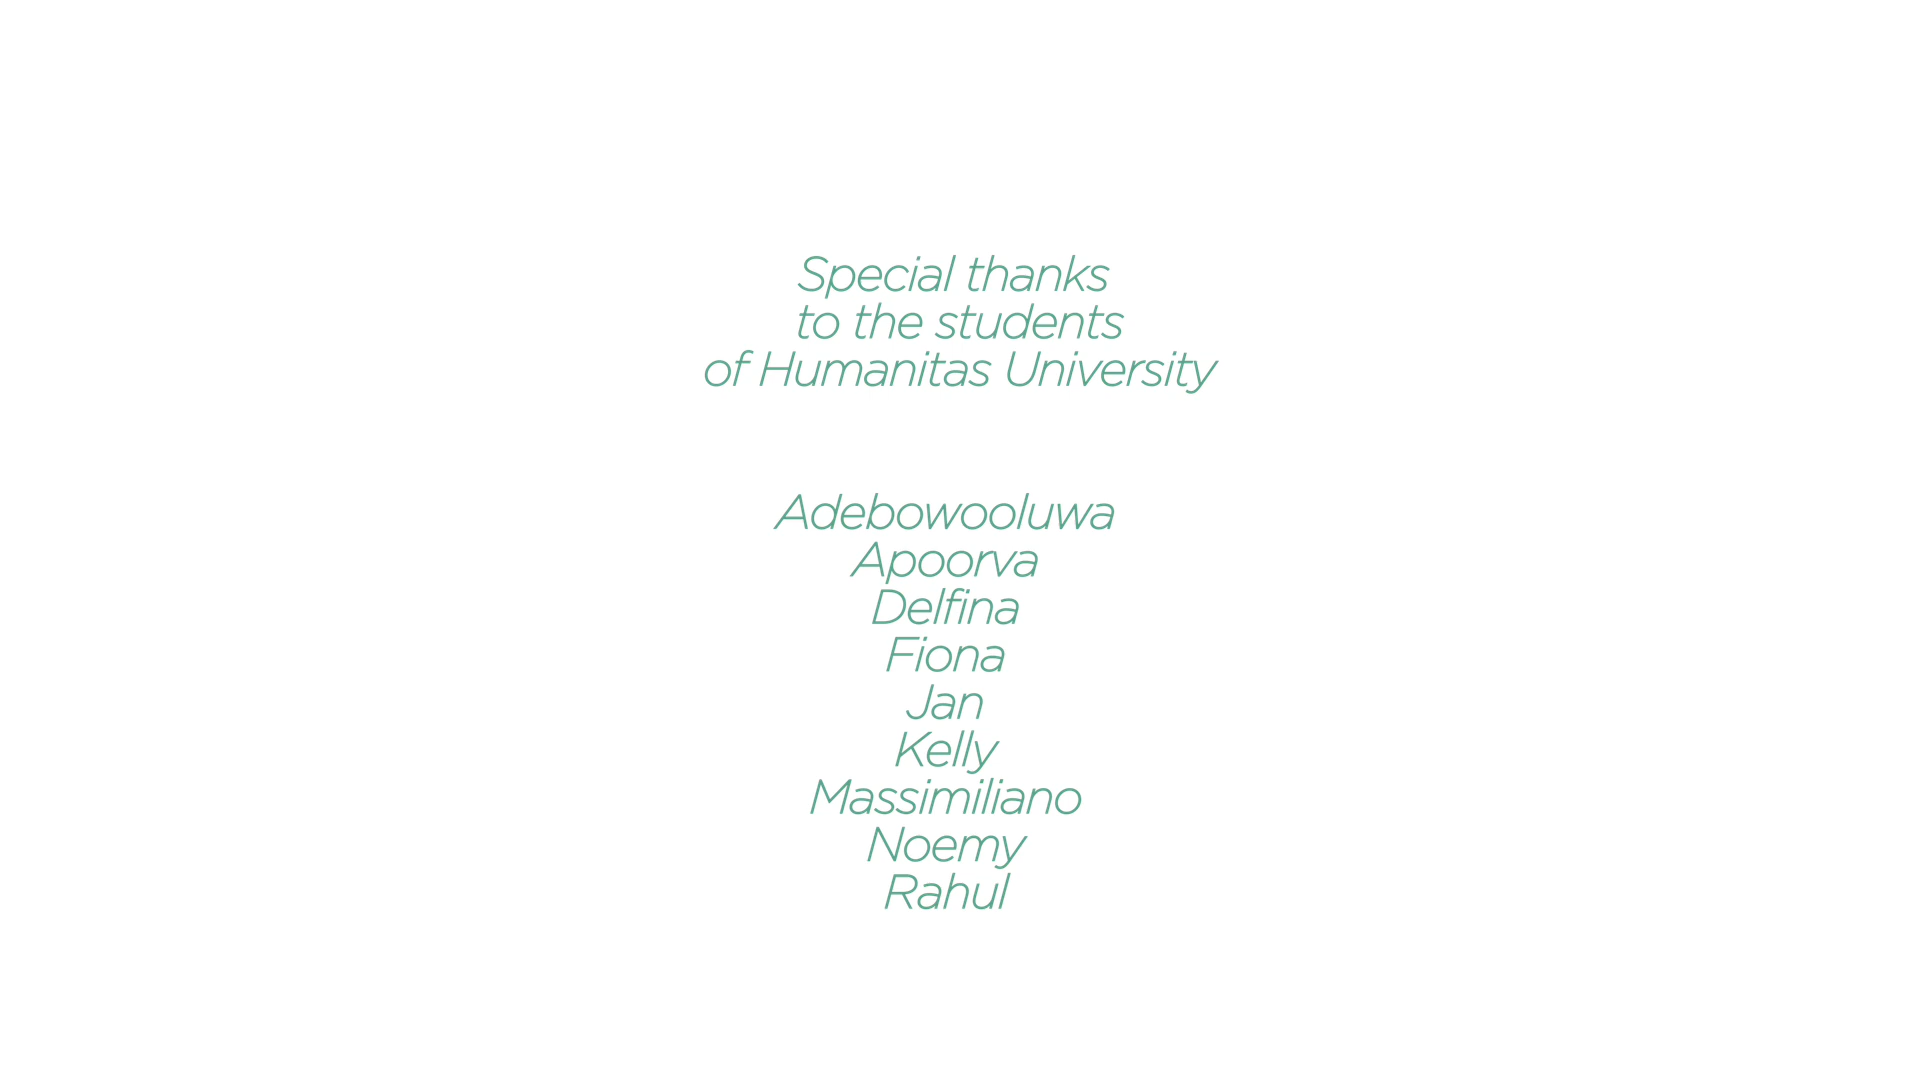 Special thanks
to the students
of Humanitas University
Adebowooluwa
Apoorva
Delfina
Fiona
Jan
Kelly
Massimiliano
Noemy
Rahul